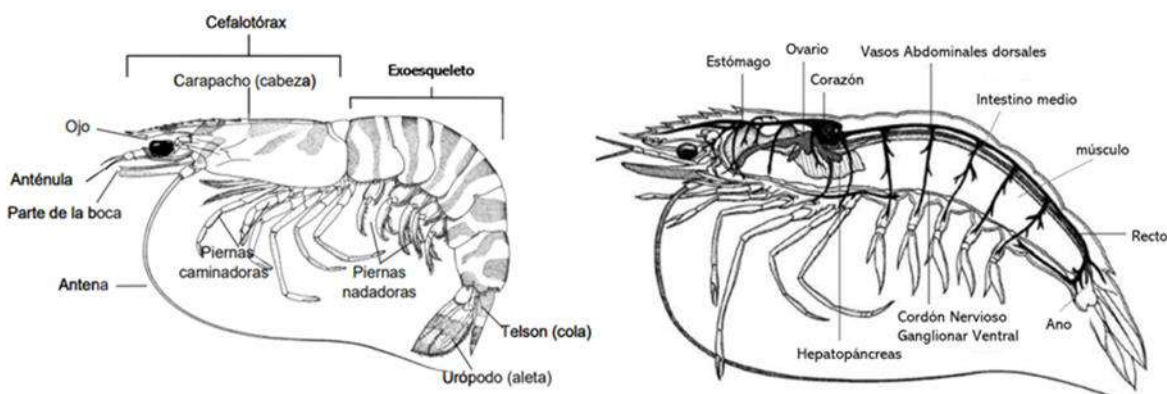 Cefalotórax
Carapacho (cabeza)
Exoesqueleto
Ojo
Anténula
Parte de la boca
Piernas
caminadoras
Piernas
nadadoras
Antena
Telson (cola)
Urópodo (aleta)
Estómago
Ovario
Corazón
Vasos Abdominales dorsales
Intestino medio
músculo
Recto
Ano
Cordón Nervioso
Ganglionar Ventral
Hepatopáncreas